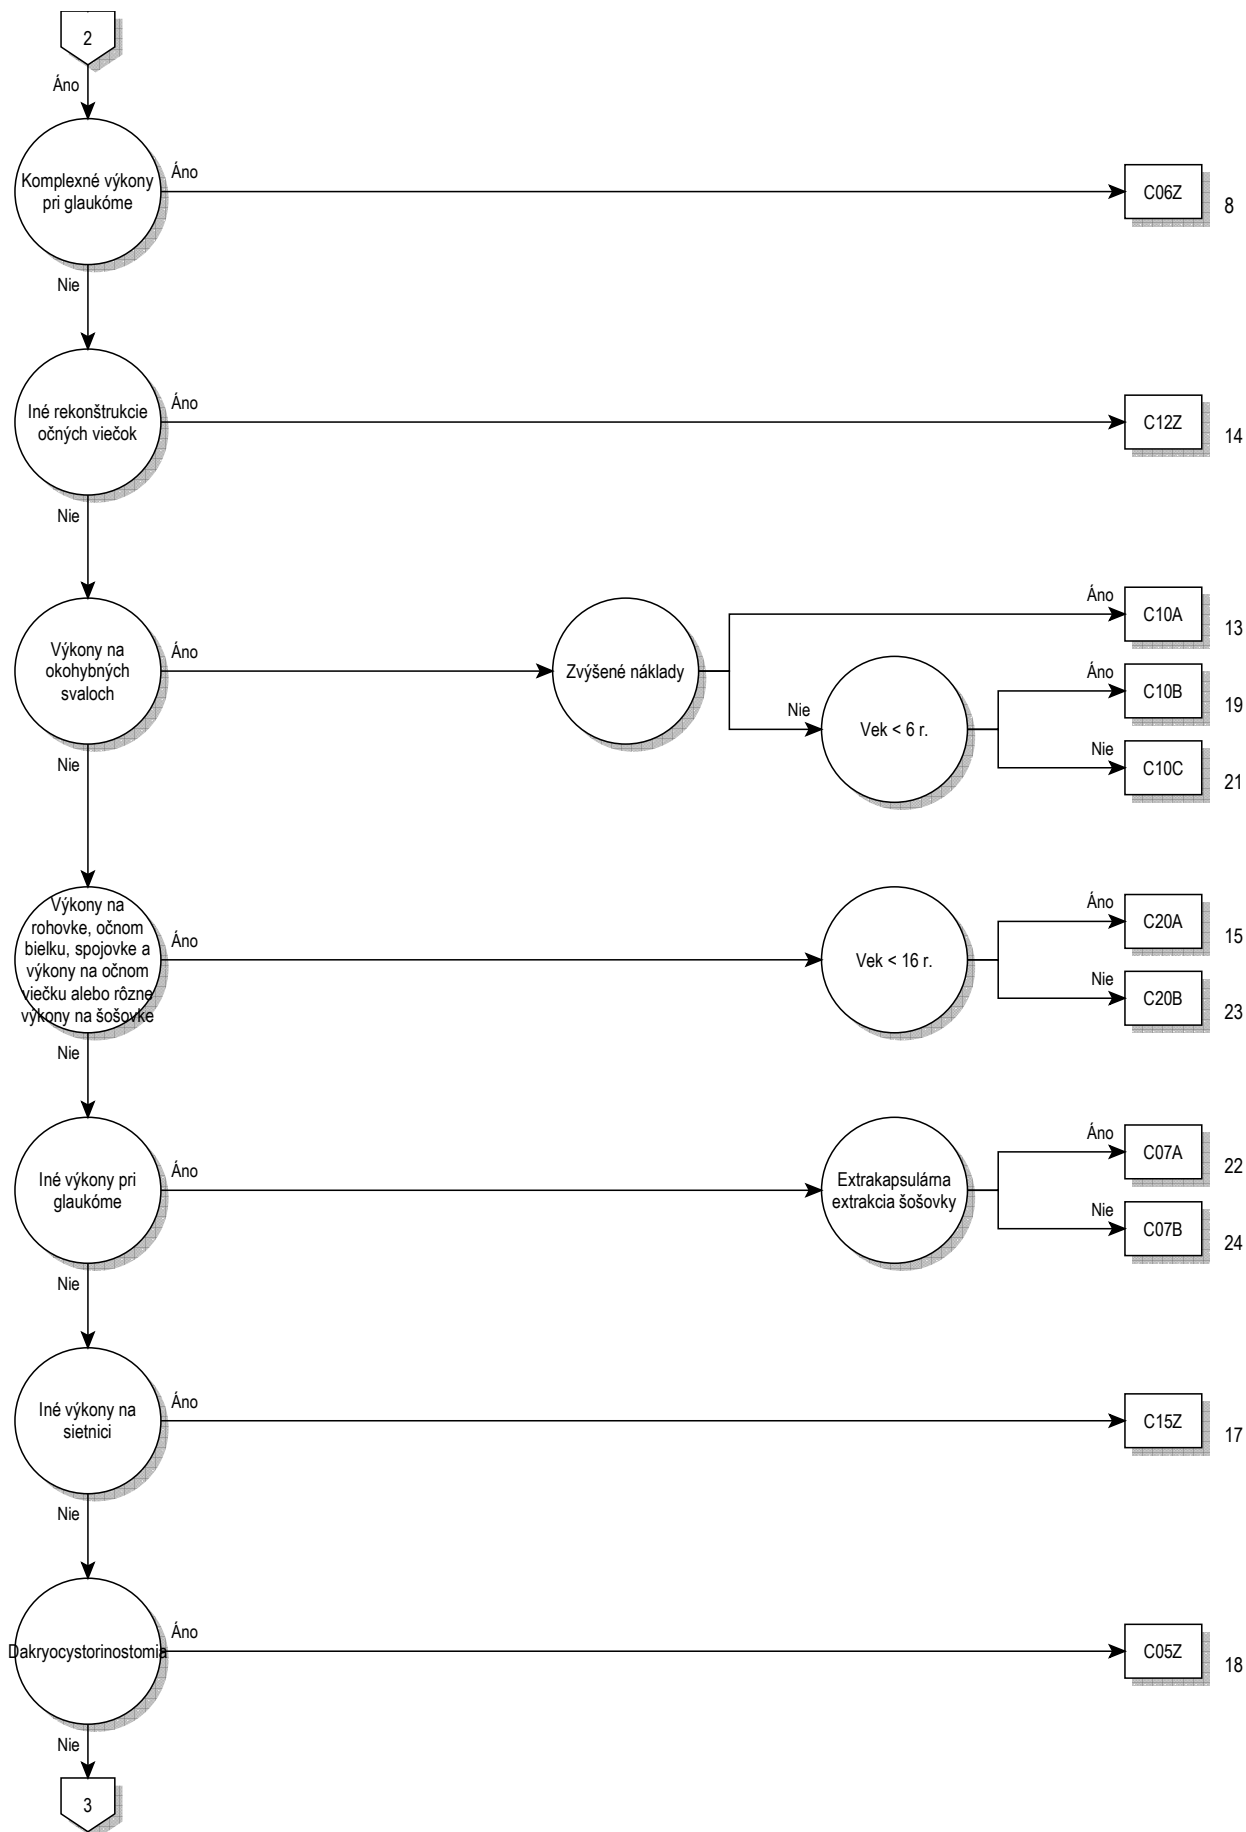 2
Áno
Komplexné výkony
pri glaukóme
Áno
C06Z
8
Nie
Iné rekonštrukcie
očných viečok
Áno
C12Z
14
Nie
Výkony na
okohybných
svaloch
Áno
Zvýšené náklady
Áno
C10A
13
Nie
Vek < 6 r.
Áno
C10B
19
Nie
C10C
21
Nie
Výkony na
rohovke, očnom
bielku, spojovke a
výkony na očnom
viečku alebo rôzne
výkony na šošovke
Áno
Vek < 16 r.
Áno
C20A
15
Nie
C20B
23
Nie
Iné výkony pri
glaukóme
Áno
Extrakapsulárna
extrakcia šošovky
Áno
C07A
22
Nie
C07B
24
Nie
Iné výkony na
sietnici
Áno
C15Z
17
Nie
Dakryocystorinostomia
Áno
C05Z
18
Nie
3